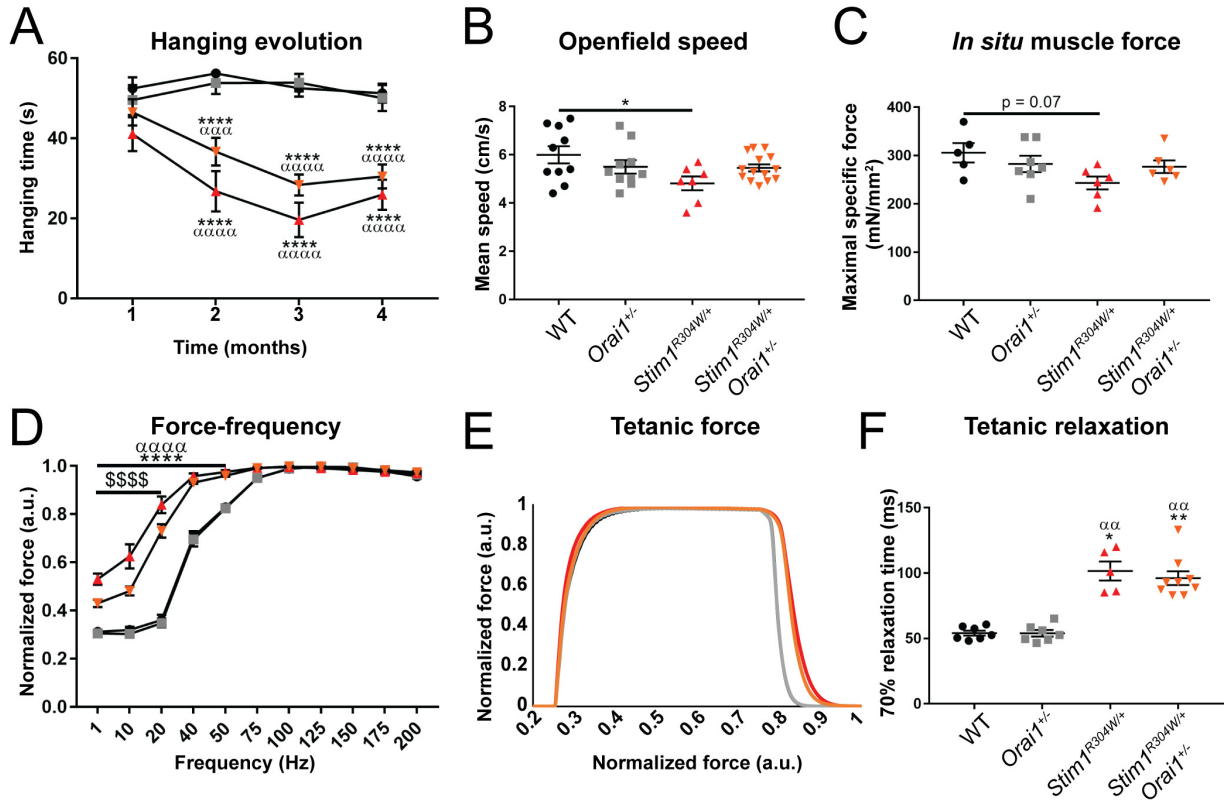 A
Hanging evolution
Hanging time (s)
60
40
20
0
****
ααα
****
αααα
****
αααα
****
αααα
****
αααα
****
αααα
1 2 3 4
Time (months)
B
Openfield speed
Mean speed (cm/s)
8
6
4
2
0
*
WT
Orai1+/-
Stim1R304W/+
Stim1R304W/+
Orai1+/-
C
In situ muscle force
Maximal specific force
(mN/mm2)
400
300
200
100
0
p = 0.07
WT
Orai1+/-
Stim1R304W/+
Stim1R304W/+
Orai1+/-
D
Force-frequency
Normalized force (a.u.)
1.0
0.8
0.6
0.4
0.2
0.0
αααα
****
$$$$
1 10 20 40 50 75 100 125 150 175 200
Frequency (Hz)
E
Tetanic force
Normalized force (a.u.)
1
0.8
0.6
0.4
0.2
0
0.2 0.3 0.4 0.5 0.6 0.7 0.8 0.9 1
Normalized force (a.u.)
F
Tetanic relaxation
70% relaxation time (ms)
150
100
50
0
αα
*
αα
**
WT
Orai1+/-
Stim1R304W/+
Stim1R304W/+
Orai1+/-